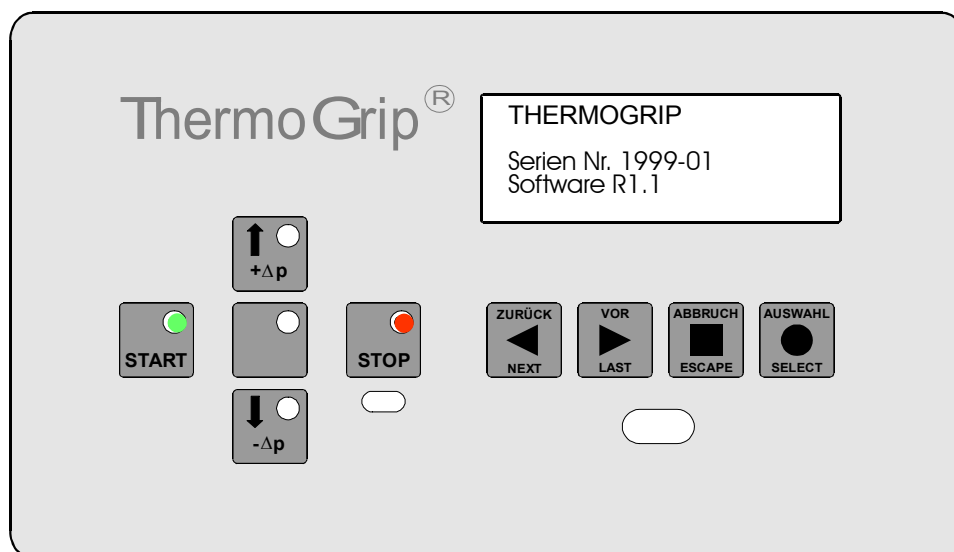 ThermoGrip®
THERMOGRIP
Serien Nr. 1999-01
Software R1.1
+Δp
START
STOP
-Δp
ZURÜCK
NEXT
VOR
LAST
ABBRUCH
ESCAPE
AUSWAHL
SELECT